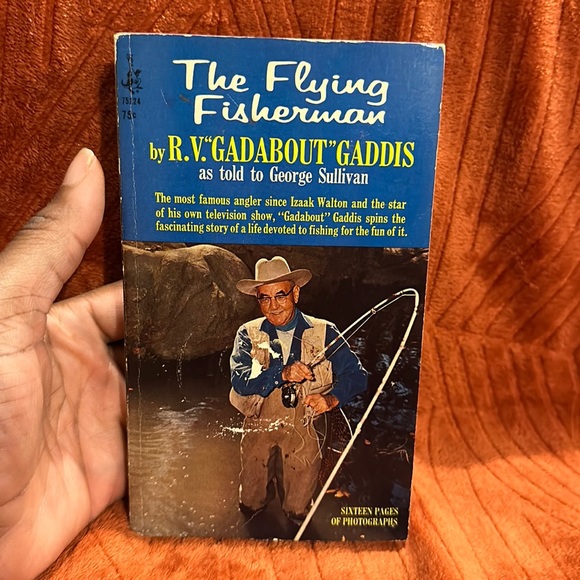 The Flying
Fisherman
75124
75¢
by R.V. "GADABOUT" GADDIS
as told to George Sullivan
The most famous angler since Izaak Walton and the star
of his own television show, "Gadabout" Gaddis spins the
fascinating story of a life devoted to fishing for the fun of it.
SIXTEEN PAGES
OF PHOTOGRAPHS